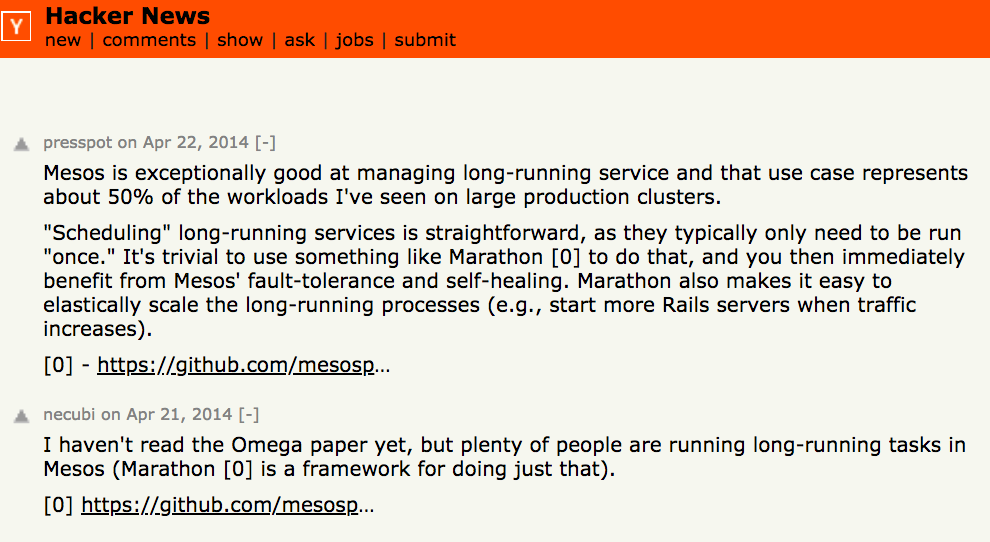 Y
Hacker News
new | comments | show | ask | jobs | submit
presspot on Apr 22, 2014 [-]
Mesos is exceptionally good at managing long-running service and that use case represents
about 50% of the workloads I've seen on large production clusters.
"Scheduling" long-running services is straightforward, as they typically only need to be run
"once." It's trivial to use something like Marathon [0] to do that, and you then immediately
benefit from Mesos' fault-tolerance and self-healing. Marathon also makes it easy to
elastically scale the long-running processes (e.g., start more Rails servers when traffic
increases).
[0] - https://github.com/mesosp...
necubi on Apr 21, 2014 [-]
I haven't read the Omega paper yet, but plenty of people are running long-running tasks in
Mesos (Marathon [0] is a framework for doing just that).
[0] https://github.com/mesosp...